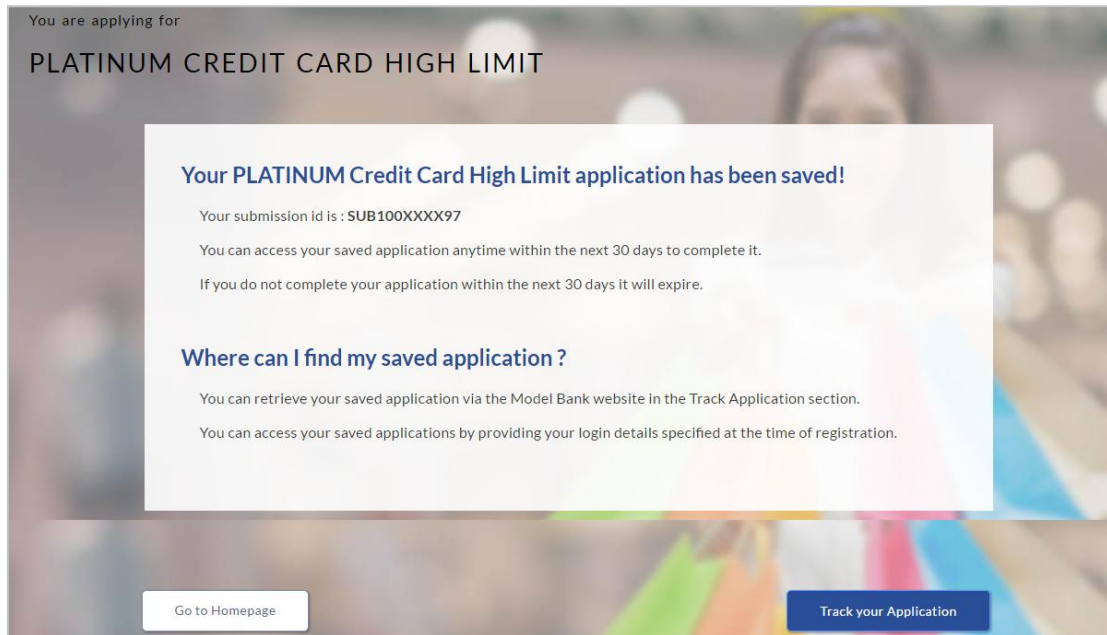 You are applying for
PLATINUM CREDIT CARD HIGH LIMIT
Your PLATINUM Credit Card High Limit application has been saved!
Your submission id is : SUB100XXXX97
You can access your saved application anytime within the next 30 days to complete it.
If you do not complete your application within the next 30 days it will expire.
Where can I find my saved application ?
You can retrieve your saved application via the Model Bank website in the Track Application section.
You can access your saved applications by providing your login details specified at the time of registration.
Go to Homepage
Track your Application